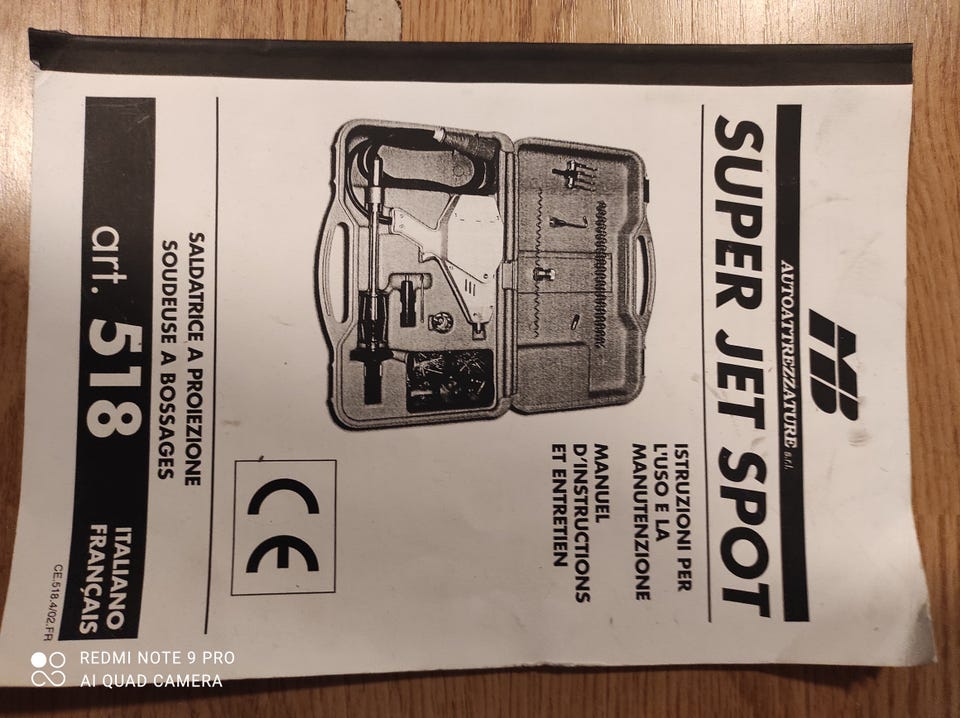 MB
AUTOATTREZZATURE s.r.l.
SUPER JET SPOT
ISTRUZIONI PER
L'USO E LA
MANUTENZIONE
MANUEL
D'INSTRUCTIONS
ET ENTRETIEN
CE
SALDATRICE A PROIEZIONE
SOUDEUSE A BOSSAGES
art. 518
ITALIANO
FRANÇAIS
CE.518.4/02.FR
REDMI NOTE 9 PRO
AI QUAD CAMERA